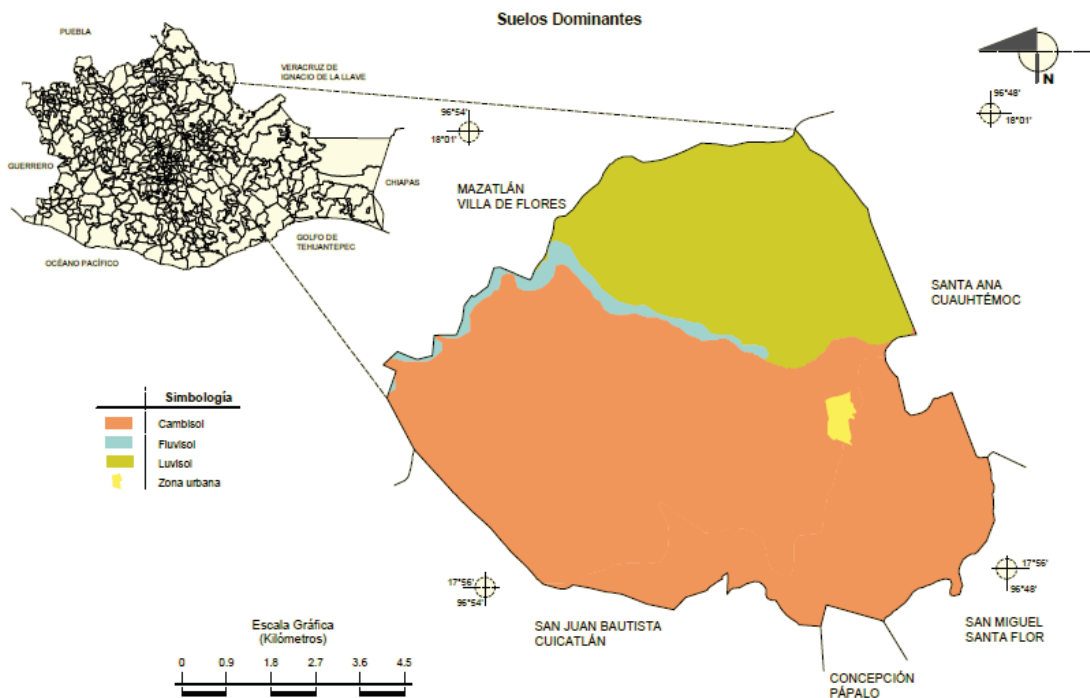 Suelos Dominantes
PUEBLA
VERACRUZ DE
IGNACIO DE LA LLAVE
GUERRERO
CHIAPAS
GOLFO DE
TEHUANTEPEC
OCÉANO PACÍFICO
N
96°54'
18°01'
96°48'
18°01'
MAZATLÁN
VILLA DE FLORES
SANTA ANA
CUAUHTÉMOC
Simbología
Cambisol
Fluvisol
Luvisol
Zona urbana
17°56'
96°54'
17°56'
96°48'
SAN JUAN BAUTISTA
CUICATLÁN
SAN MIGUEL
SANTA FLOR
CONCEPCIÓN
PÁPALO
Escala Gráfica
(Kilómetros)
0 0.9 1.8 2.7 3.6 4.5